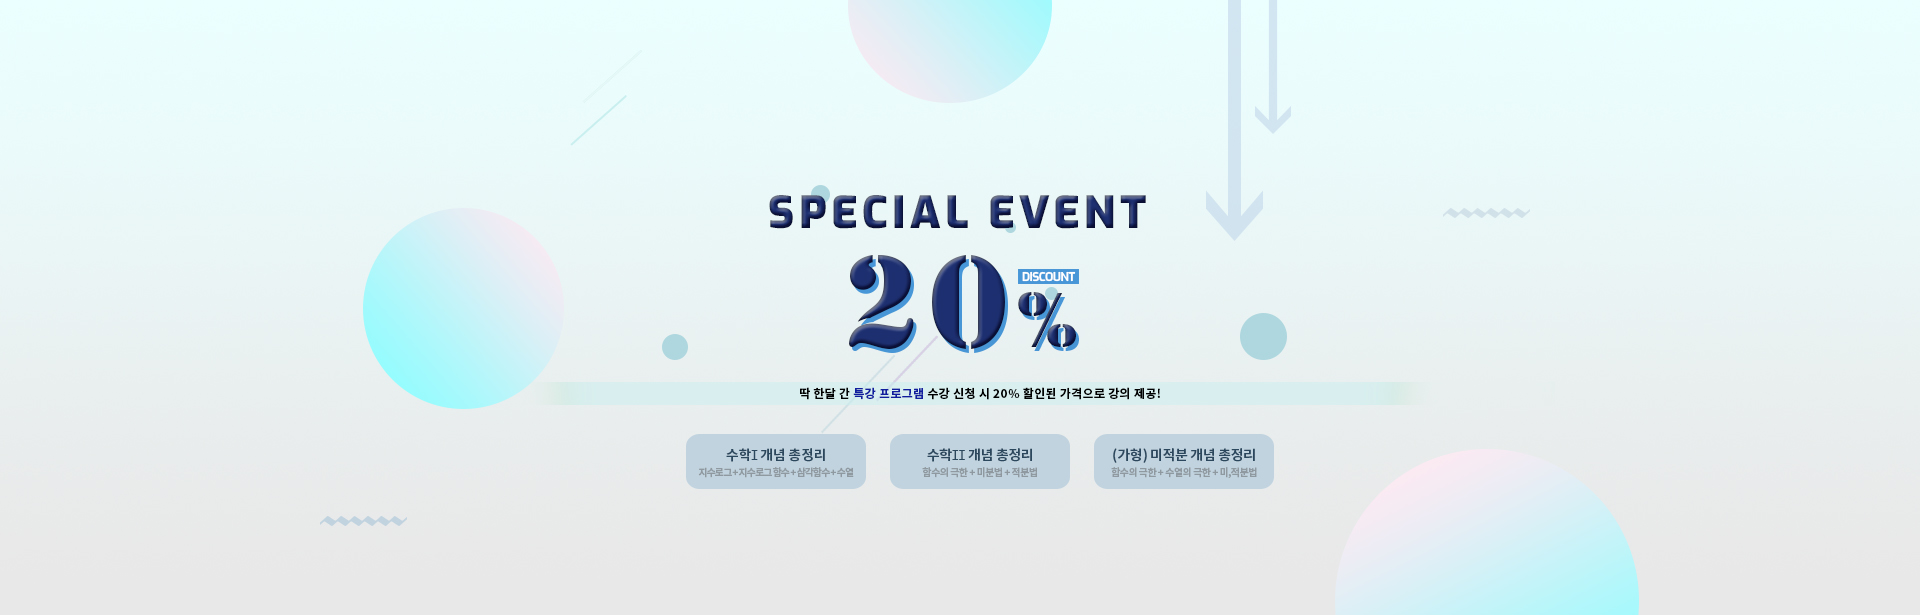 SPECIAL EVENT
20%
DISCOUNT
딱 한달 간 특강 프로그램 수강 신청 시 20% 할인된 가격으로 강의 제공!
수학I 개념 총정리
지수로그+지수로그함수+삼각함수+수열
수학II 개념 총정리
함수의 극한 + 미분법 + 적분법
(가형) 미적분 개념 총정리
함수의 극한 + 수열의 극한 + 미,적분법